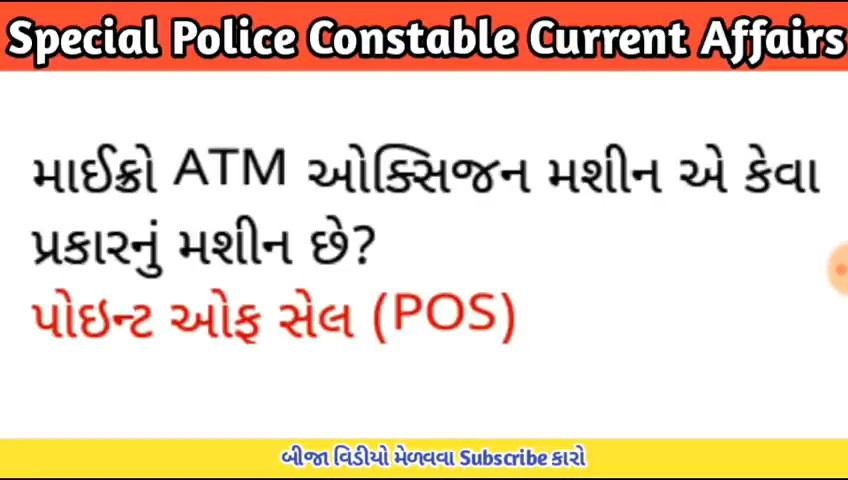 Special Police Constable Current Affairs
માઈક્રો ATM ઓક્સિજન મશીન એ કેવા
પ્રકારનું મશીન છે?
પોઇન્ટ ઓફ સેલ (POS)
બીજા વિડીયો મેળવવા Subscribe કારો